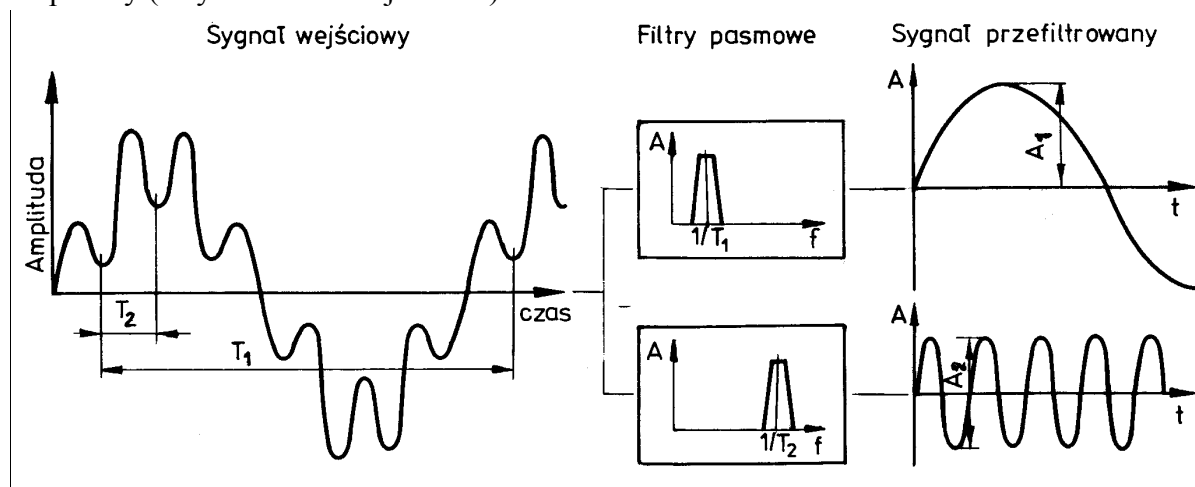 Sygnał wejściowy
Filtry pasmowe
Sygnał przefiltrowany
Amplituda
T₂
T₁
czas
A
1/T₁
f
A
1/T₂
f
A
A₁
t
A
A₂
t